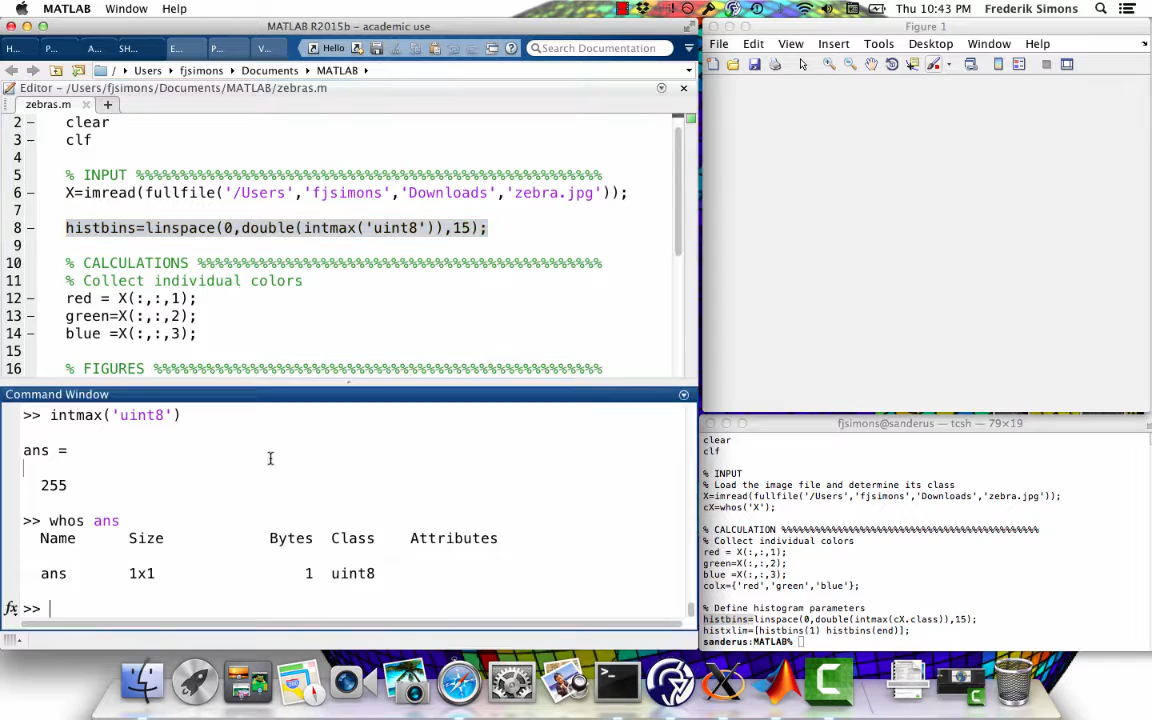 MATLAB Window Help
Thu 10:43 PM Frederik Simons
MATLAB R2015b - academic use
H... P... A... SH... E... P... V...
Hello
Search Documentation
/ Users fjsimons Documents MATLAB
Editor - /Users/fjsimons/Documents/MATLAB/zebras.m
zebras.m
2 clear
3 clf
4
5 % INPUT %%%%%%%%%%%%%%%%%%%%%%%%%%%%%%%%%%%%%%%%%%%%%%%%%%%%%
6 X=imread(fullfile('/Users','fjsimons','Downloads','zebra.jpg'));
7
8 histbins=linspace(0,double(intmax('uint8')),15);
9
10 % CALCULATIONS %%%%%%%%%%%%%%%%%%%%%%%%%%%%%%%%%%%%%%%%%%%%%%
11 % Collect individual colors
12 red = X(:,:,1);
13 green=X(:,:,2);
14 blue =X(:,:,3);
15
16 % FIGURES %%%%%%%%%%%%%%%%%%%%%%%%%%%%%%%%%%%%%%%%%%%%%%%%%%%
Command Window
>> intmax('uint8')
ans =
255
>> whos ans
Name Size Bytes Class Attributes
ans 1x1 1 uint8
fx >>
Figure 1
File Edit View Insert Tools Desktop Window Help
fjsimons@sanderus — tcsh — 79×19
clear
clf
% INPUT
% Load the image file and determine its class
X=imread(fullfile('/Users','fjsimons','Downloads','zebra.jpg'));
cX=whos('X');
% CALCULATION %%%%%%%%%%%%%%%%%%%%%%%%%%%%%%%%%%%%%%%%%%%%%
% Collect individual colors
red = X(:,:,1);
green=X(:,:,2);
blue =X(:,:,3);
colx={'red','green','blue'};
% Define histogram parameters
histbins=linspace(0,double(intmax(cX.class)),15);
histxlim=[histbins(1) histbins(end)];
sanderus:MATLAB%